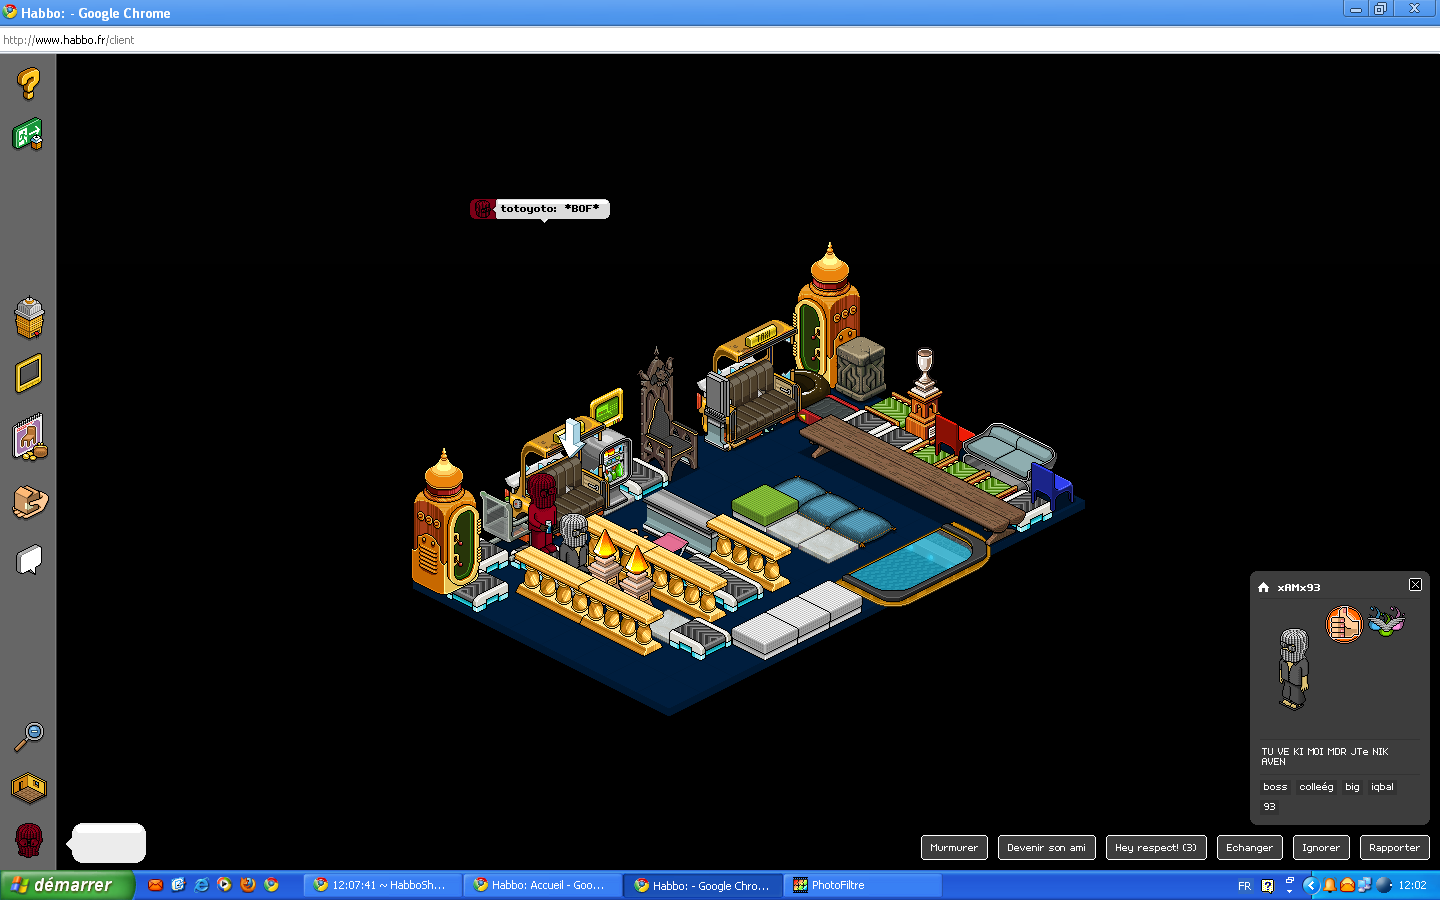 Habbo: - Google Chrome
http://www.habbo.fr/client
totoyoto: *BOF*
TAXI
xAMx93
TU VE KI MOI MDR JTe NIK
AVEN
boss colleég big iqbal
93
Murmurer Devenir son ami Hey respect! (3) Echanger Ignorer Rapporter
démarrer 12:07:41 ~ HabboSh... Habbo: Accueil - Goo... Habbo: - Google Chro... PhotoFiltre FR 12:02